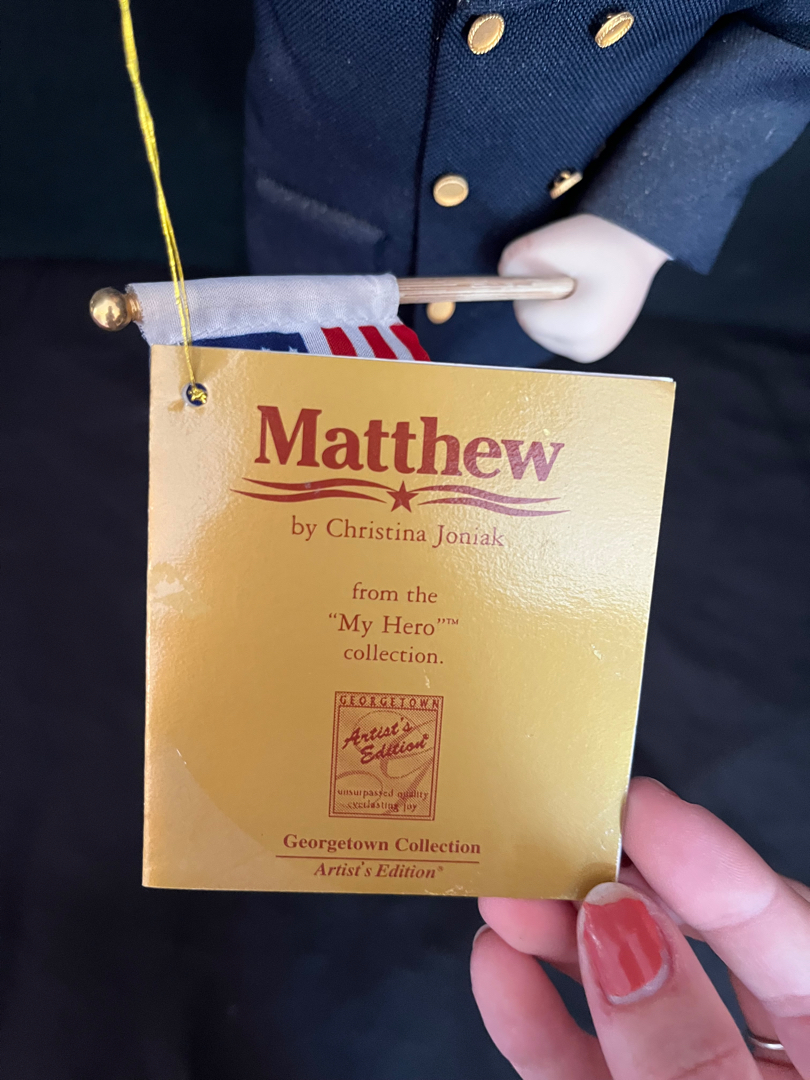 Matthew
by Christina Joniak
from the
“My Hero”™
collection.
GEORGETOWN
Artist's
Edition®
unsurpassed quality
everlasting joy
Georgetown Collection
Artist's Edition®